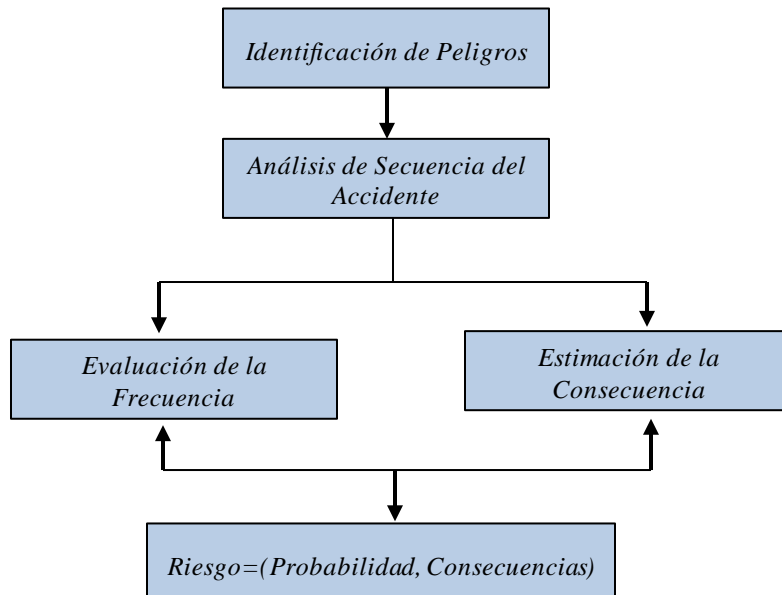 Identificación de Peligros
Análisis de Secuencia del
Accidente
Evaluación de la
Frecuencia
Estimación de la
Consecuencia
Riesgo=(Probabilidad, Consecuencias)